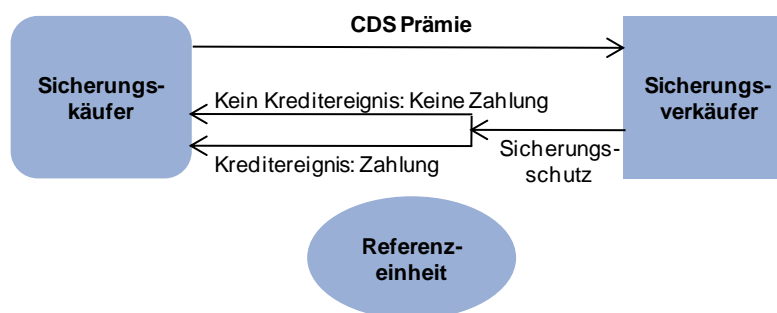 CDS Prämie
Sicherungs-
käufer
Sicherungs-
verkäufer
Kein Kreditereignis: Keine Zahlung
Kreditereignis: Zahlung
Sicherungs-
schutz
Referenz-
einheit